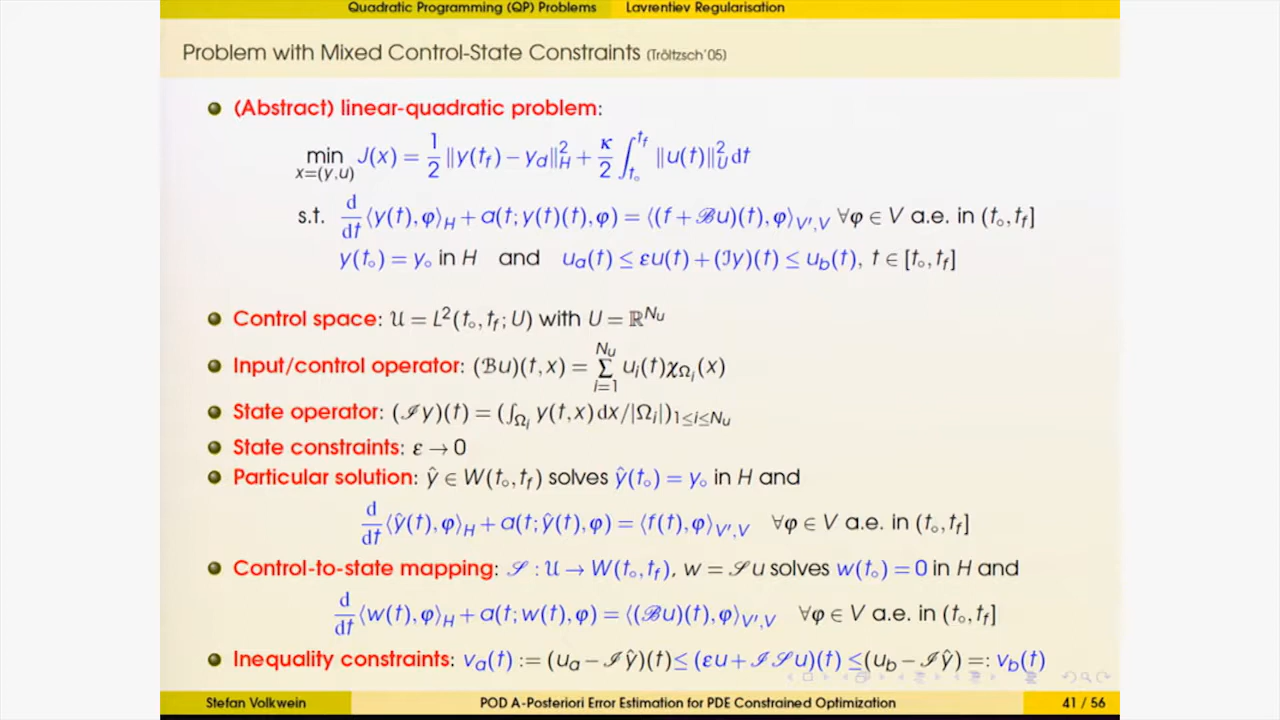 Quadratic Programming (QP) Problems Lavrentiev Regularisation
Problem with Mixed Control-State Constraints (Tröltzsch'05)
(Abstract) linear-quadratic problem:
min_{x=(y,u)} J(x) = 1/2 ‖y(t_f) − y_d‖²_H + κ/2 ∫_{t_∘}^{t_f} ‖u(t)‖²_U dt
s.t. d/dt ⟨y(t), φ⟩_H + a(t; y(t)(t), φ) = ⟨(f + ℬu)(t), φ⟩_{V′,V} ∀φ ∈ V a.e. in (t_∘, t_f]
y(t_∘) = y_∘ in H and u_a(t) ≤ εu(t) + (ℐy)(t) ≤ u_b(t), t ∈ [t_∘, t_f]
Control space: 𝒰 = L²(t_∘, t_f; U) with U = ℝ^{N_u}
Input/control operator: (ℬu)(t, x) = ∑_{i=1}^{N_u} u_i(t)χ_{Ω_i}(x)
State operator: (ℐy)(t) = (∫_{Ω_i} y(t, x) dx/|Ω_i|)_{1≤i≤N_u}
State constraints: ε → 0
Particular solution: ŷ ∈ W(t_∘, t_f) solves ŷ(t_∘) = y_∘ in H and
d/dt ⟨ŷ(t), φ⟩_H + a(t; ŷ(t), φ) = ⟨f(t), φ⟩_{V′,V} ∀φ ∈ V a.e. in (t_∘, t_f]
Control-to-state mapping: 𝒮 : 𝒰 → W(t_∘, t_f), w = 𝒮u solves w(t_∘) = 0 in H and
d/dt ⟨w(t), φ⟩_H + a(t; w(t), φ) = ⟨(ℬu)(t), φ⟩_{V′,V} ∀φ ∈ V a.e. in (t_∘, t_f]
Inequality constraints: v_a(t) := (u_a − ℐŷ)(t) ≤ (εu + ℐ𝒮u)(t) ≤ (u_b − ℐŷ) =: v_b(t)
Stefan Volkwein POD A-Posteriori Error Estimation for PDE Constrained Optimization 41 / 56